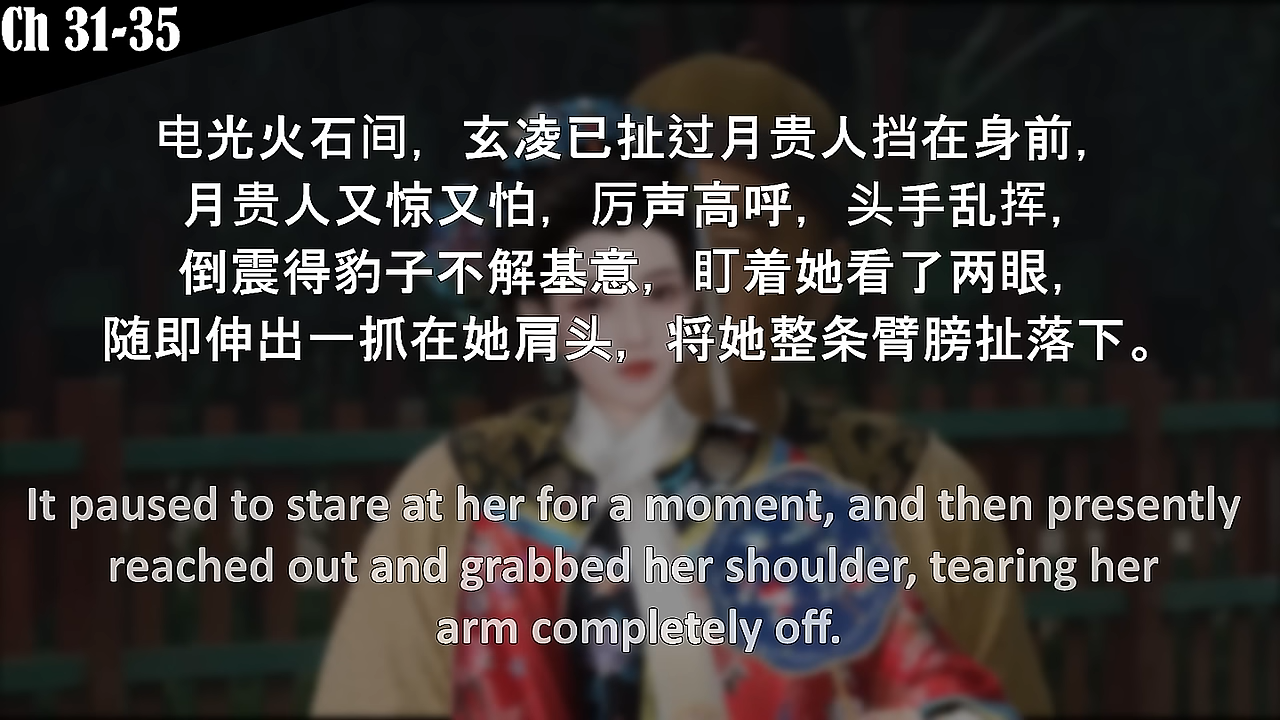 Ch 31-35
电光火石间，玄凌已扯过月贵人挡在身前，
月贵人又惊又怕，厉声高呼，头手乱挥，
倒震得豹子不解基意，盯着她看了两眼，
随即伸出一抓在她肩头，将她整条臂膀扯落下。
It paused to stare at her for a moment, and then presently
reached out and grabbed her shoulder, tearing her
arm completely off.